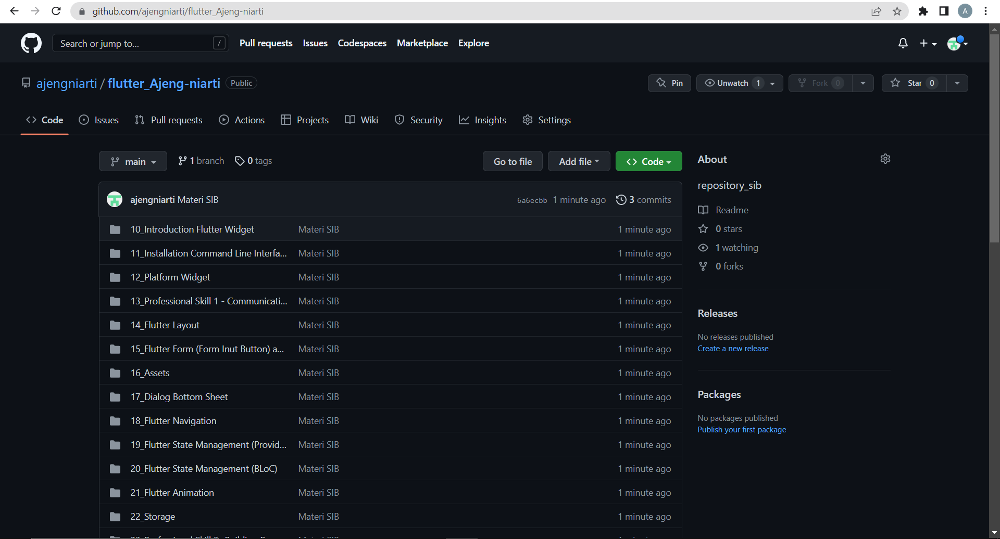 github.com/ajengniarti/flutter_Ajeng-niarti
A
Search or jump to... /
Pull requests Issues Codespaces Marketplace Explore
ajengniarti / flutter_Ajeng-niarti Public
Pin Unwatch 1 Fork 0 Star 0
Code Issues Pull requests Actions Projects Wiki Security Insights Settings
main 1 branch 0 tags Go to file Add file Code
ajengniarti Materi SIB 6a6ecbb 1 minute ago 3 commits
10_Introduction Flutter Widget Materi SIB 1 minute ago
11_Installation Command Line Interfa... Materi SIB 1 minute ago
12_Platform Widget Materi SIB 1 minute ago
13_Professional Skill 1 - Communicati... Materi SIB 1 minute ago
14_Flutter Layout Materi SIB 1 minute ago
15_Flutter Form (Form Inut Button) a... Materi SIB 1 minute ago
16_Assets Materi SIB 1 minute ago
17_Dialog Bottom Sheet Materi SIB 1 minute ago
18_Flutter Navigation Materi SIB 1 minute ago
19_Flutter State Management (Provid... Materi SIB 1 minute ago
20_Flutter State Management (BLoC) Materi SIB 1 minute ago
21_Flutter Animation Materi SIB 1 minute ago
22_Storage Materi SIB 1 minute ago
About
repository_sib
Readme
0 stars
1 watching
0 forks
Releases
No releases published
Create a new release
Packages
No packages published
Publish your first package